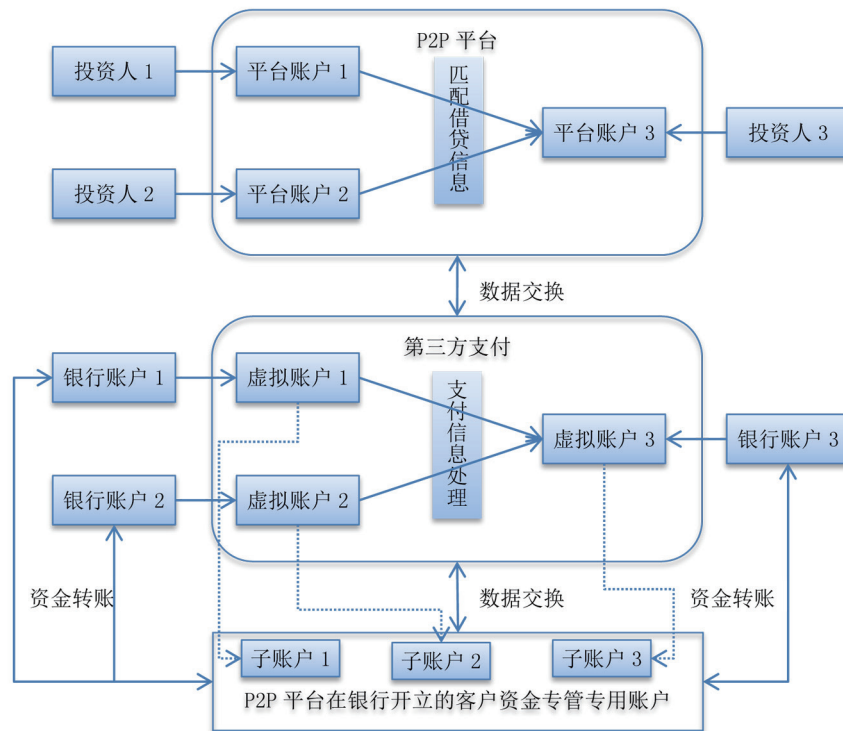 P2P 平台
投资人 1
平台账户 1
匹配借贷信息
平台账户 3
投资人 3
投资人 2
平台账户 2
数据交换
第三方支付
银行账户 1
虚拟账户 1
支付信息处理
虚拟账户 3
银行账户 3
银行账户 2
虚拟账户 2
资金转账
数据交换
资金转账
子账户 1
子账户 2
子账户 3
P2P 平台在银行开立的客户资金专管专用账户